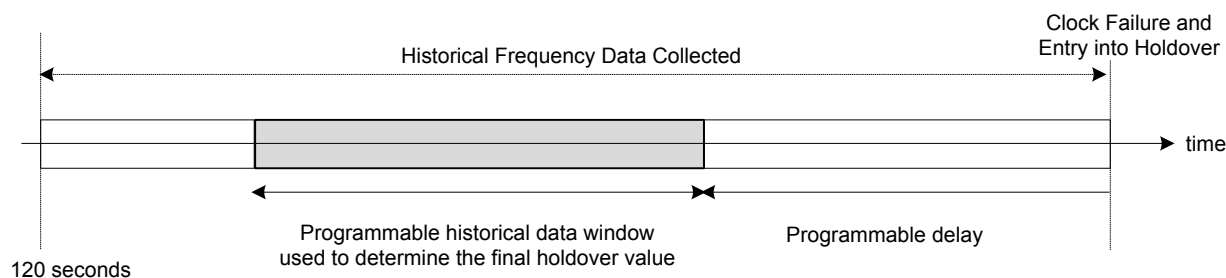 Clock Failure and
Entry into Holdover
Historical Frequency Data Collected
time
Programmable historical data window
used to determine the final holdover value
Programmable delay
120 seconds